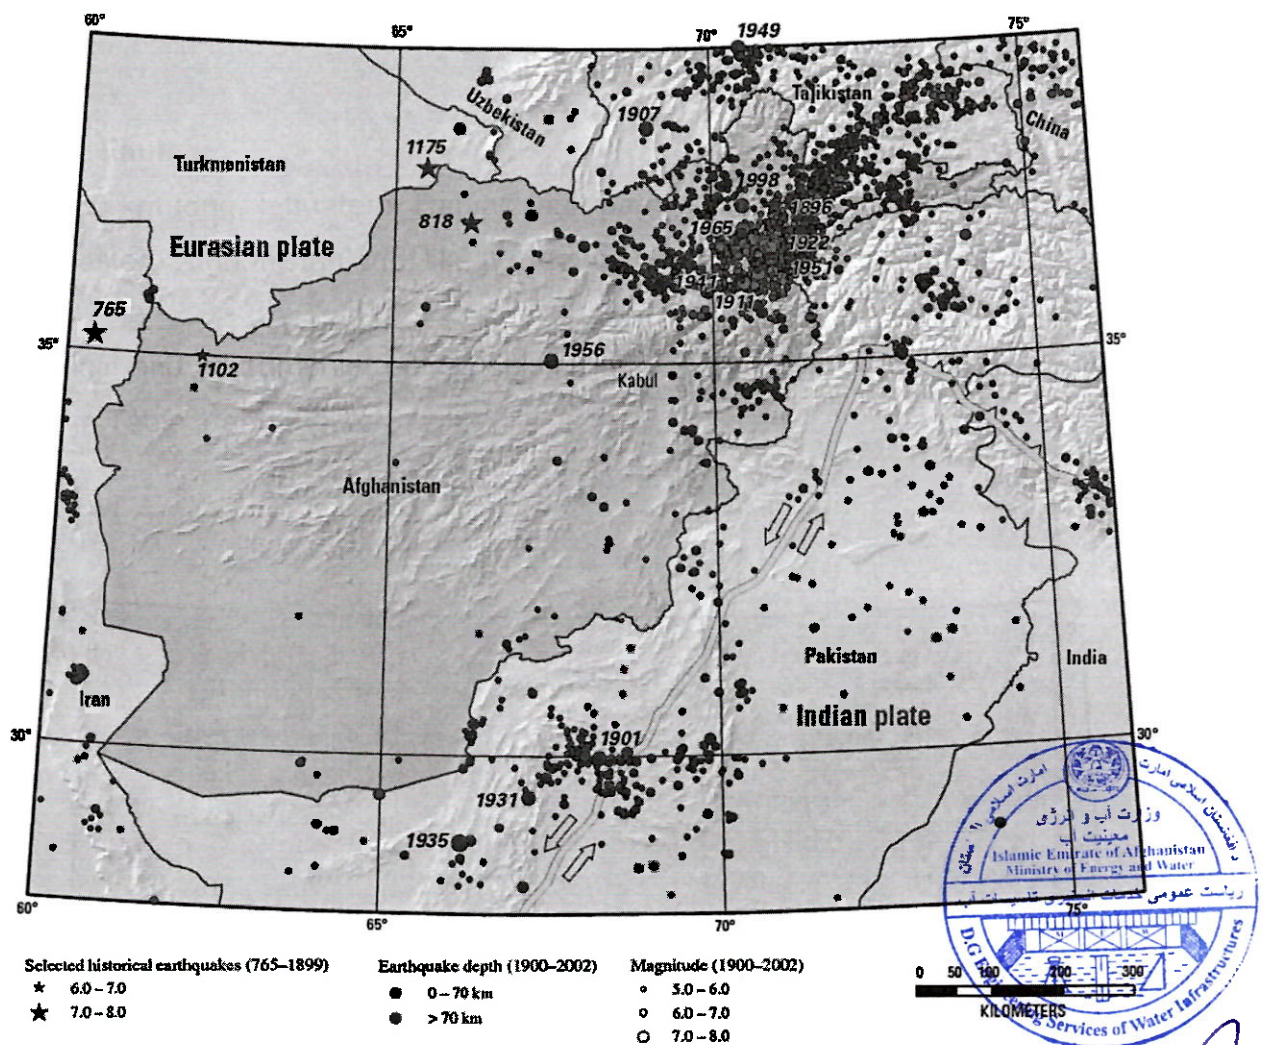 60°
65°
70°
75°
1949
Tajikistan
Uzbekistan
1907
China
1175
Turkmenistan
1998
818
1896
1965
1922
Eurasian plate
1951
1911
765
35°
35°
1102
1956
Kabul
Afghanistan
Pakistan
India
Iran
Indian plate
30°
30°
1901
1931
1935
60°
65°
70°
75°
وزارت آب و انرژی
معینیت آب
Islamic Emirate of Afghanistan
Ministry of Energy and Water
D.G Engineering Services of Water Infrastructures
Selected historical earthquakes (765–1899)
6.0 – 7.0
7.0 – 8.0
Earthquake depth (1900–2002)
0 – 70 km
> 70 km
Magnitude (1900–2002)
3.0 – 6.0
6.0 – 7.0
7.0 – 8.0
0 50 100 200 300
KILOMETERS